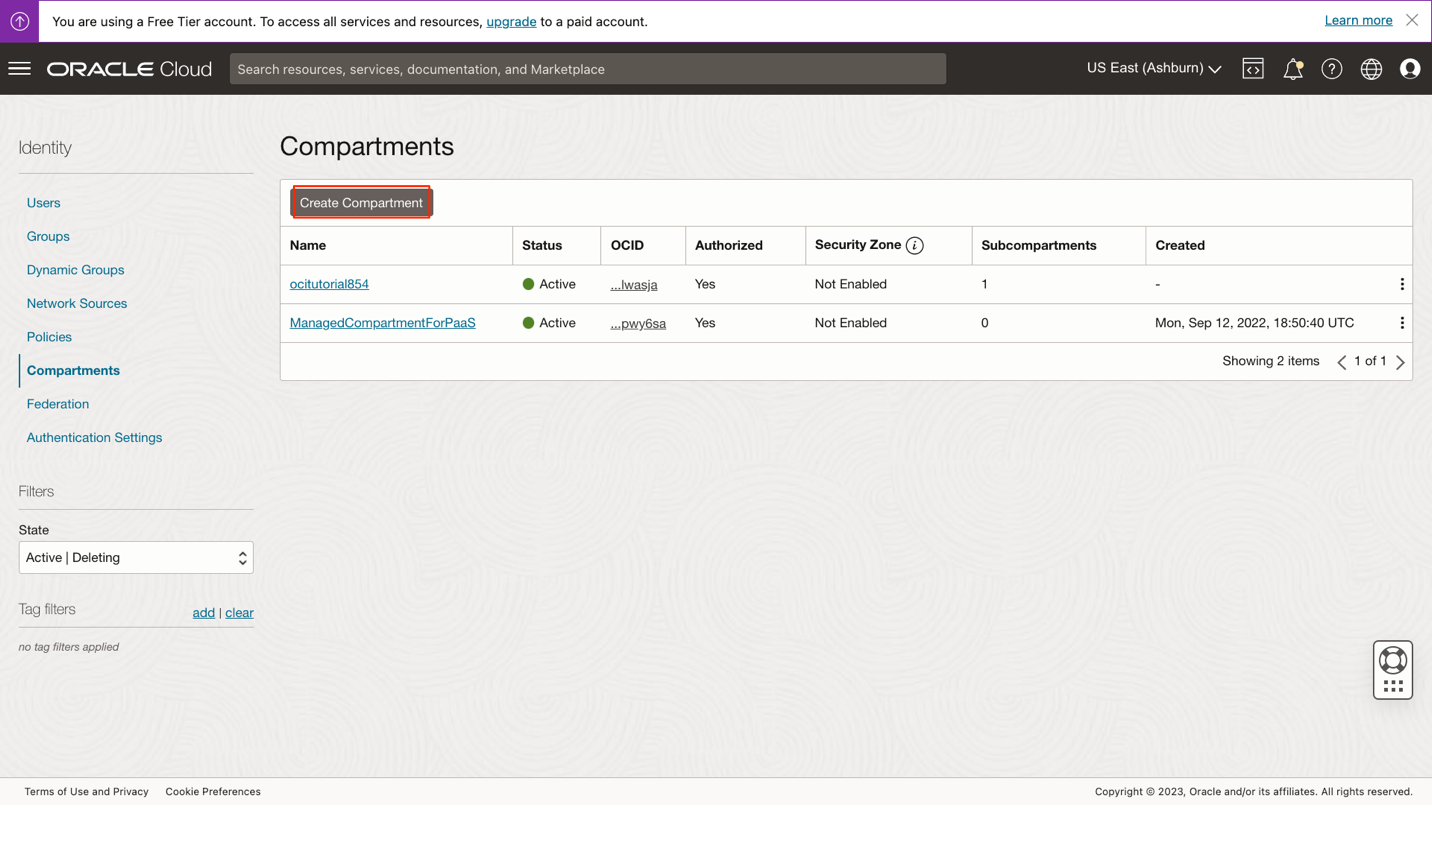 You are using a Free Tier account. To access all services and resources, upgrade to a paid account.
Learn more
ORACLE Cloud
Search resources, services, documentation, and Marketplace
US East (Ashburn)
Identity
Users
Groups
Dynamic Groups
Network Sources
Policies
Compartments
Federation
Authentication Settings
Filters
State
Active | Deleting
Tag filters
add | clear
no tag filters applied
Compartments
Create Compartment
Name Status OCID Authorized Security Zone i Subcompartments Created
ocitutorial854 Active ...lwasja Yes Not Enabled 1 -
ManagedCompartmentForPaaS Active ...pwy6sa Yes Not Enabled 0 Mon, Sep 12, 2022, 18:50:40 UTC
Showing 2 items < 1 of 1 >
Terms of Use and Privacy Cookie Preferences
Copyright © 2023, Oracle and/or its affiliates. All rights reserved.